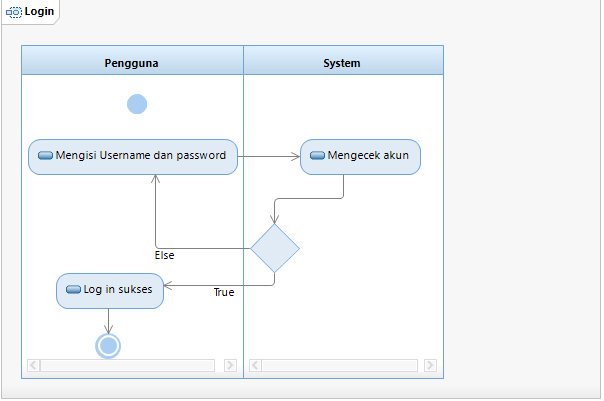 Login
Pengguna
System
Mengisi Username dan password
Mengecek akun
Else
Log in sukses
True